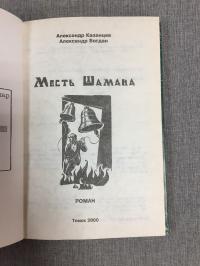 Александр Казанцев
Александр Богдан
Месть Шамана
РОМАН
Томск 2000